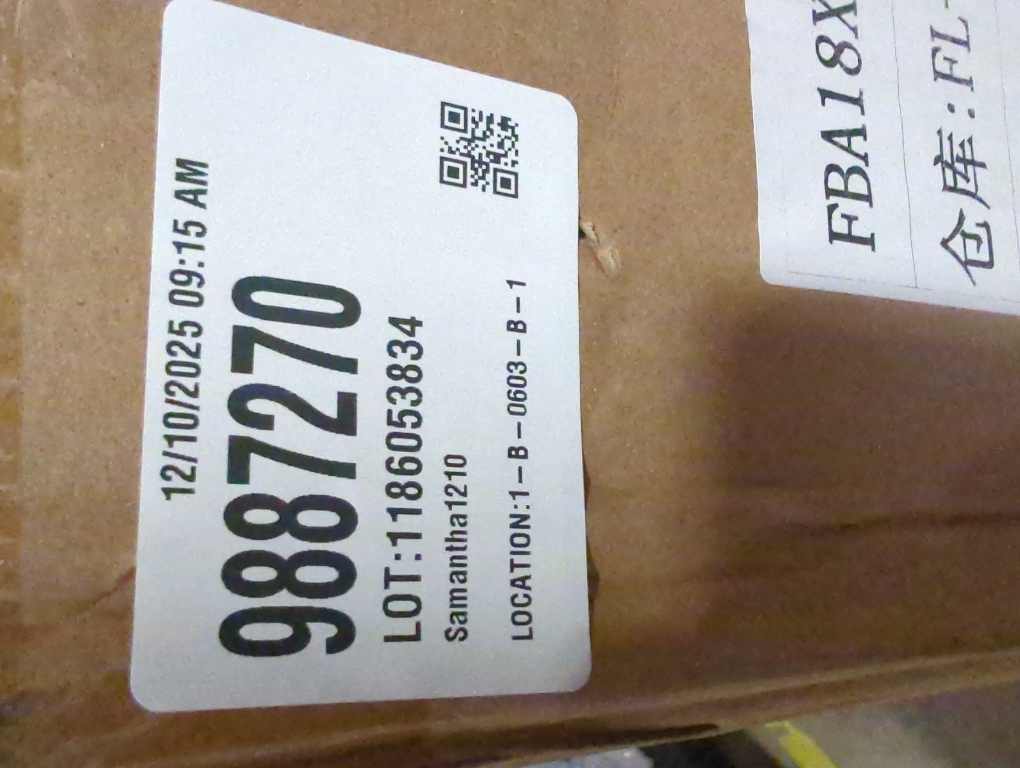 12/10/2025 09:15 AM
9887270
LOT:1186053834
Samantha1210
LOCATION:1-B-0603-B-1
FBA18X
仓库:FL-